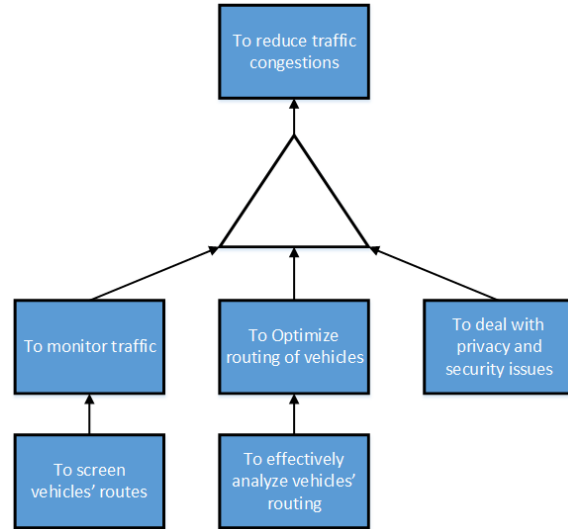 To reduce traffic
congestions
To monitor traffic
To Optimize
routing of vehicles
To deal with
privacy and
security issues
To screen
vehicles’ routes
To effectively
analyze vehicles’
routing